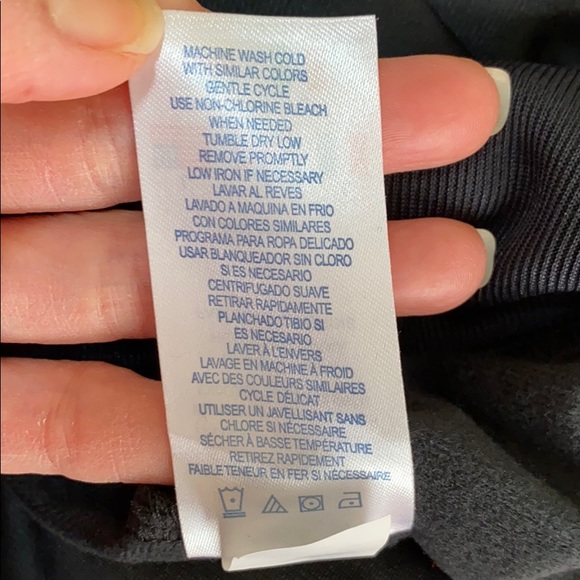 MACHINE WASH COLD
WITH SIMILAR COLORS
GENTLE CYCLE
USE NON-CHLORINE BLEACH
WHEN NEEDED
TUMBLE DRY LOW
REMOVE PROMPTLY
LOW IRON IF NECESSARY
LAVAR AL REVES
LAVADO A MAQUINA EN FRIO
CON COLORES SIMILARES
PROGRAMA PARA ROPA DELICADO
USAR BLANQUEADOR SIN CLORO
SI ES NECESARIO
CENTRIFUGADO SUAVE
RETIRAR RAPIDAMENTE
PLANCHADO TIBIO SI
ES NECESARIO
LAVER À L'ENVERS
LAVAGE EN MACHINE À FROID
AVEC DES COULEURS SIMILAIRES
CYCLE DÉLICAT
UTILISER UN JAVELLISANT SANS
CHLORE SI NÉCESSAIRE
SÉCHER À BASSE TEMPÉRATURE
RETIREZ RAPIDEMENT
FAIBLE TENEUR EN FER SI NÉCESSAIRE